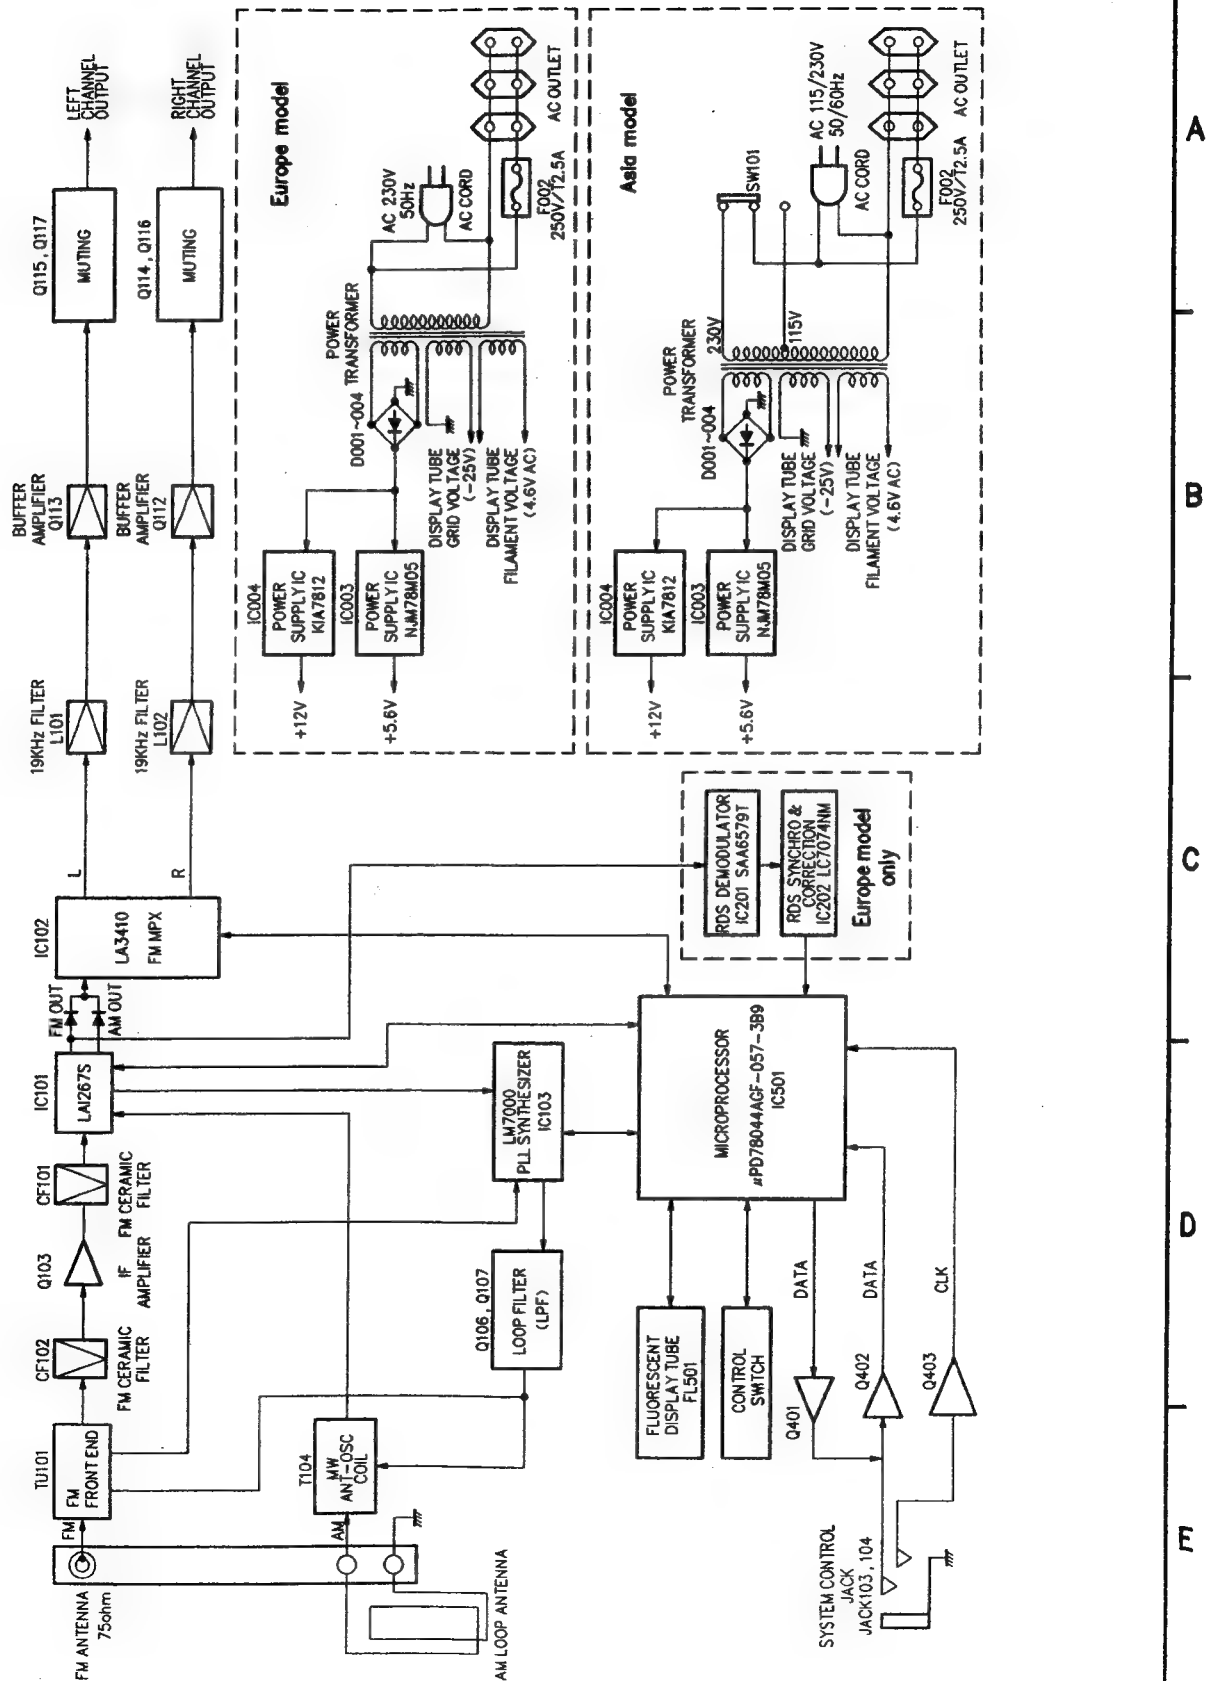 FM ANTENNA
75ohm
FM
TU101
FM
FRONT END
CF102
FM CERAMIC
FILTER
Q103
IF
AMPLIFIER
CF101
FM CERAMIC
FILTER
IC101
LA1267S
FM OUT
AM OUT
IC102
LA3410
FM MPX
L
R
19KHz FILTER
L101
19KHz FILTER
L102
BUFFER
AMPLIFIER
Q113
BUFFER
AMPLIFIER
Q112
Q115, Q117
MUTING
Q114, Q116
MUTING
LEFT
CHANNEL
OUTPUT
RIGHT
CHANNEL
OUTPUT
AM LOOP ANTENNA
AM
T104
MW
ANT-OSC
COIL
Q106, Q107
LOOP FILTER
(LPF)
LM7000
PLL SYNTHESIZER
IC103
MICROPROCESSOR
µPD78044AGF-057-3B9
IC501
RDS DEMODULATOR
IC201 SAA6579T
RDS SYNCHRO &
CORRECTION
IC202 LC7074NM
Europe model
only
FLUORESCENT
DISPLAY TUBE
FL501
CONTROL
SWITCH
DATA
DATA
CLK
Q401
Q402
Q403
SYSTEM CONTROL
JACK
JACK103, 104
Europe model
+12V
+5.6V
IC004
POWER
SUPPLY IC
KIA7812
IC003
POWER
SUPPLY IC
NJM78M05
D001~004
POWER
TRANSFORMER
DISPLAY TUBE
GRID VOLTAGE
(-25V)
DISPLAY TUBE
FILAMENT VOLTAGE
(4.6V AC)
AC 230V
50Hz
AC CORD
F002
250V/T2.5A
AC OUTLET
Asia model
+12V
+5.6V
IC004
POWER
SUPPLY IC
KIA7812
IC003
POWER
SUPPLY IC
NJM78M05
D001~004
POWER
TRANSFORMER
230V
115V
DISPLAY TUBE
GRID VOLTAGE
(-25V)
DISPLAY TUBE
FILAMENT VOLTAGE
(4.6V AC)
SW101
AC 115/230V
50/60Hz
AC CORD
F002
250V/T2.5A
AC OUTLET
A
B
C
D
E